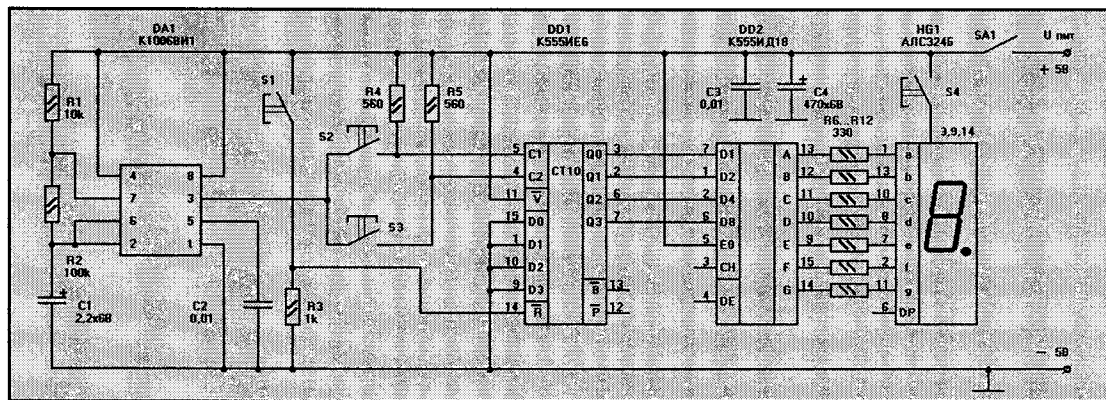 DA1
К1006ВИ1
DD1
К555ИЕ6
DD2
К555ИД18
HG1
АЛС324Б
SA1
U пит
+ 5В
R1
10k
S1
R4
560
R5
560
S2
S3
C3
0,01
C4
470x6В
+
S4
R6...R12
330
3,9,14
4
7
6
2
8
3
5
1
R2
100k
C1
2,2x6В
+
C2
0,01
R3
1k
5
4
11
15
1
10
9
14
C1
C2
V
D0
D1
D2
D3
R
CT10
Q0
Q1
Q2
Q3
P
3
2
6
7
13
12
7
1
2
6
5
3
4
D1
D2
D4
D8
CH
A
B
C
D
E
F
G
13
12
11
10
9
15
14
1
13
10
8
7
2
11
6
a
b
c
d
e
f
g
DP
8.
− 5В